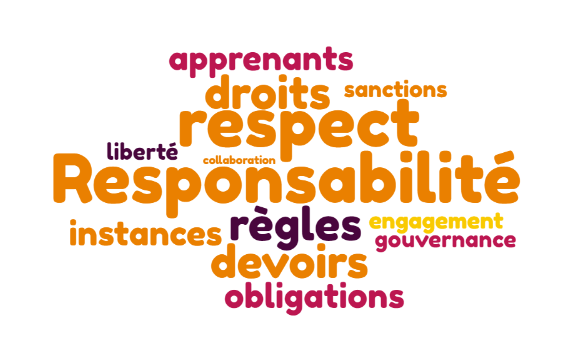 apprenants
droits sanctions
respect
liberté collaboration
Responsabilité
instances règles engagement
gouvernance
devoirs
obligations